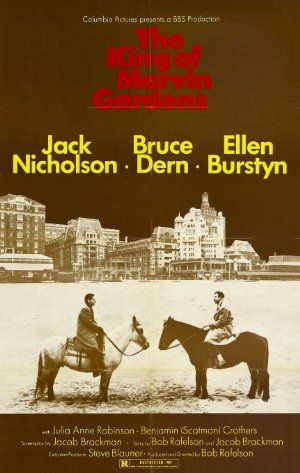 Columbia Pictures presents a BBS Production
The
King of
Marvin
Gardens
Jack Bruce Ellen
Nicholson · Dern · Burstyn
with Julia Anne Robinson · Benjamin (Scatman) Crothers
Screenplay by Jacob Brackman · Story by Bob Rafelson and Jacob Brackman
Executive Producer Steve Blauner · Produced and Directed by Bob Rafelson
R RESTRICTED